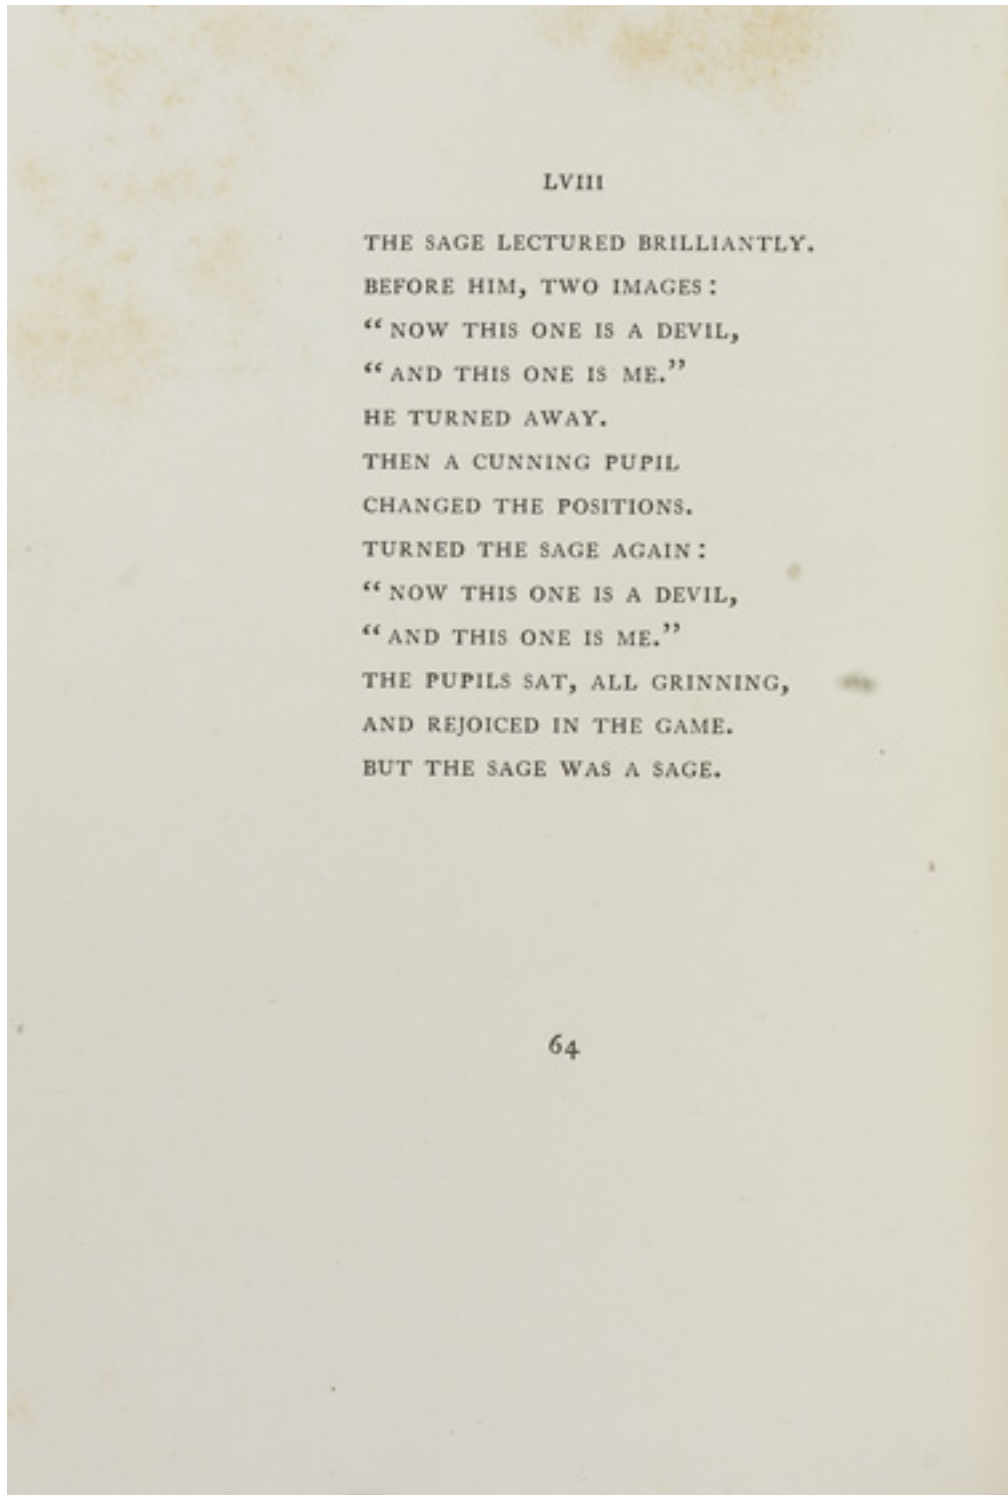 LVIII
THE SAGE LECTURED BRILLIANTLY.
BEFORE HIM, TWO IMAGES:
“NOW THIS ONE IS A DEVIL,
“AND THIS ONE IS ME.”
HE TURNED AWAY.
THEN A CUNNING PUPIL
CHANGED THE POSITIONS.
TURNED THE SAGE AGAIN:
“NOW THIS ONE IS A DEVIL,
“AND THIS ONE IS ME.”
THE PUPILS SAT, ALL GRINNING,
AND REJOICED IN THE GAME.
BUT THE SAGE WAS A SAGE.
64